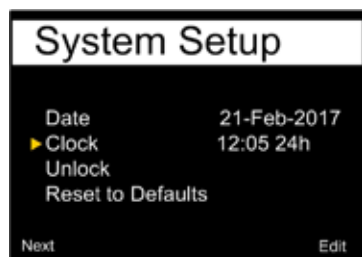 System Setup
Date 21-Feb-2017
Clock 12:05 24h
Unlock
Reset to Defaults
Next Edit